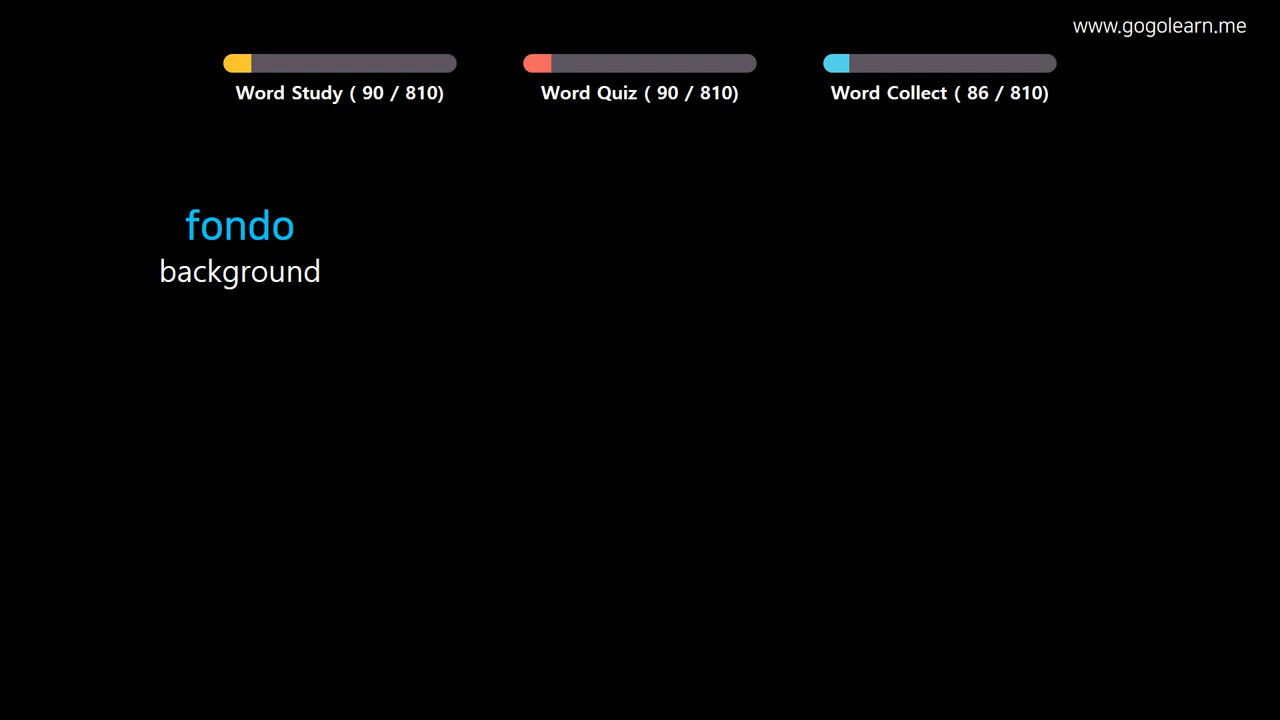 www.gogolearn.me
Word Study ( 90 / 810)
Word Quiz ( 90 / 810)
Word Collect ( 86 / 810)
fondo
background